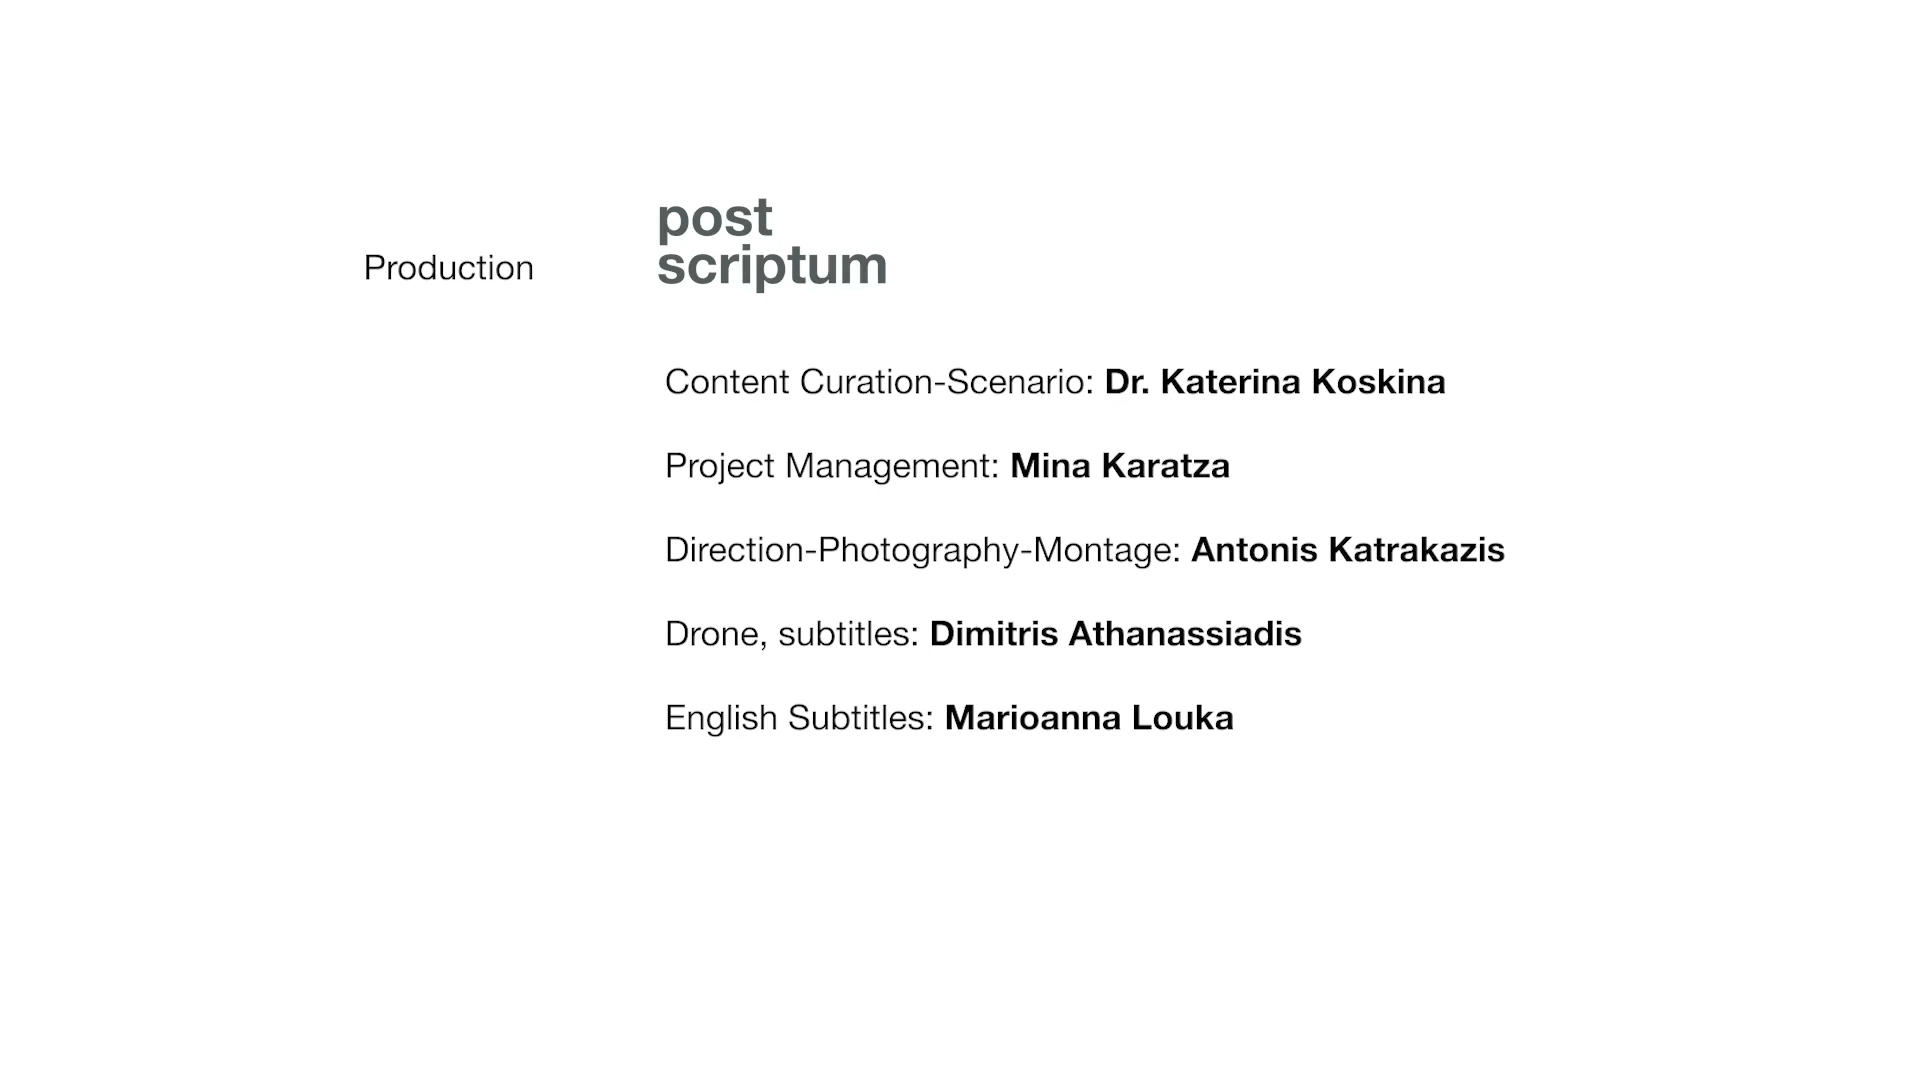 post
Production scriptum
Content Curation-Scenario: Dr. Katerina Koskina
Project Management: Mina Karatza
Direction-Photography-Montage: Antonis Katrakazis
Drone, subtitles: Dimitris Athanassiadis
English Subtitles: Marioanna Louka